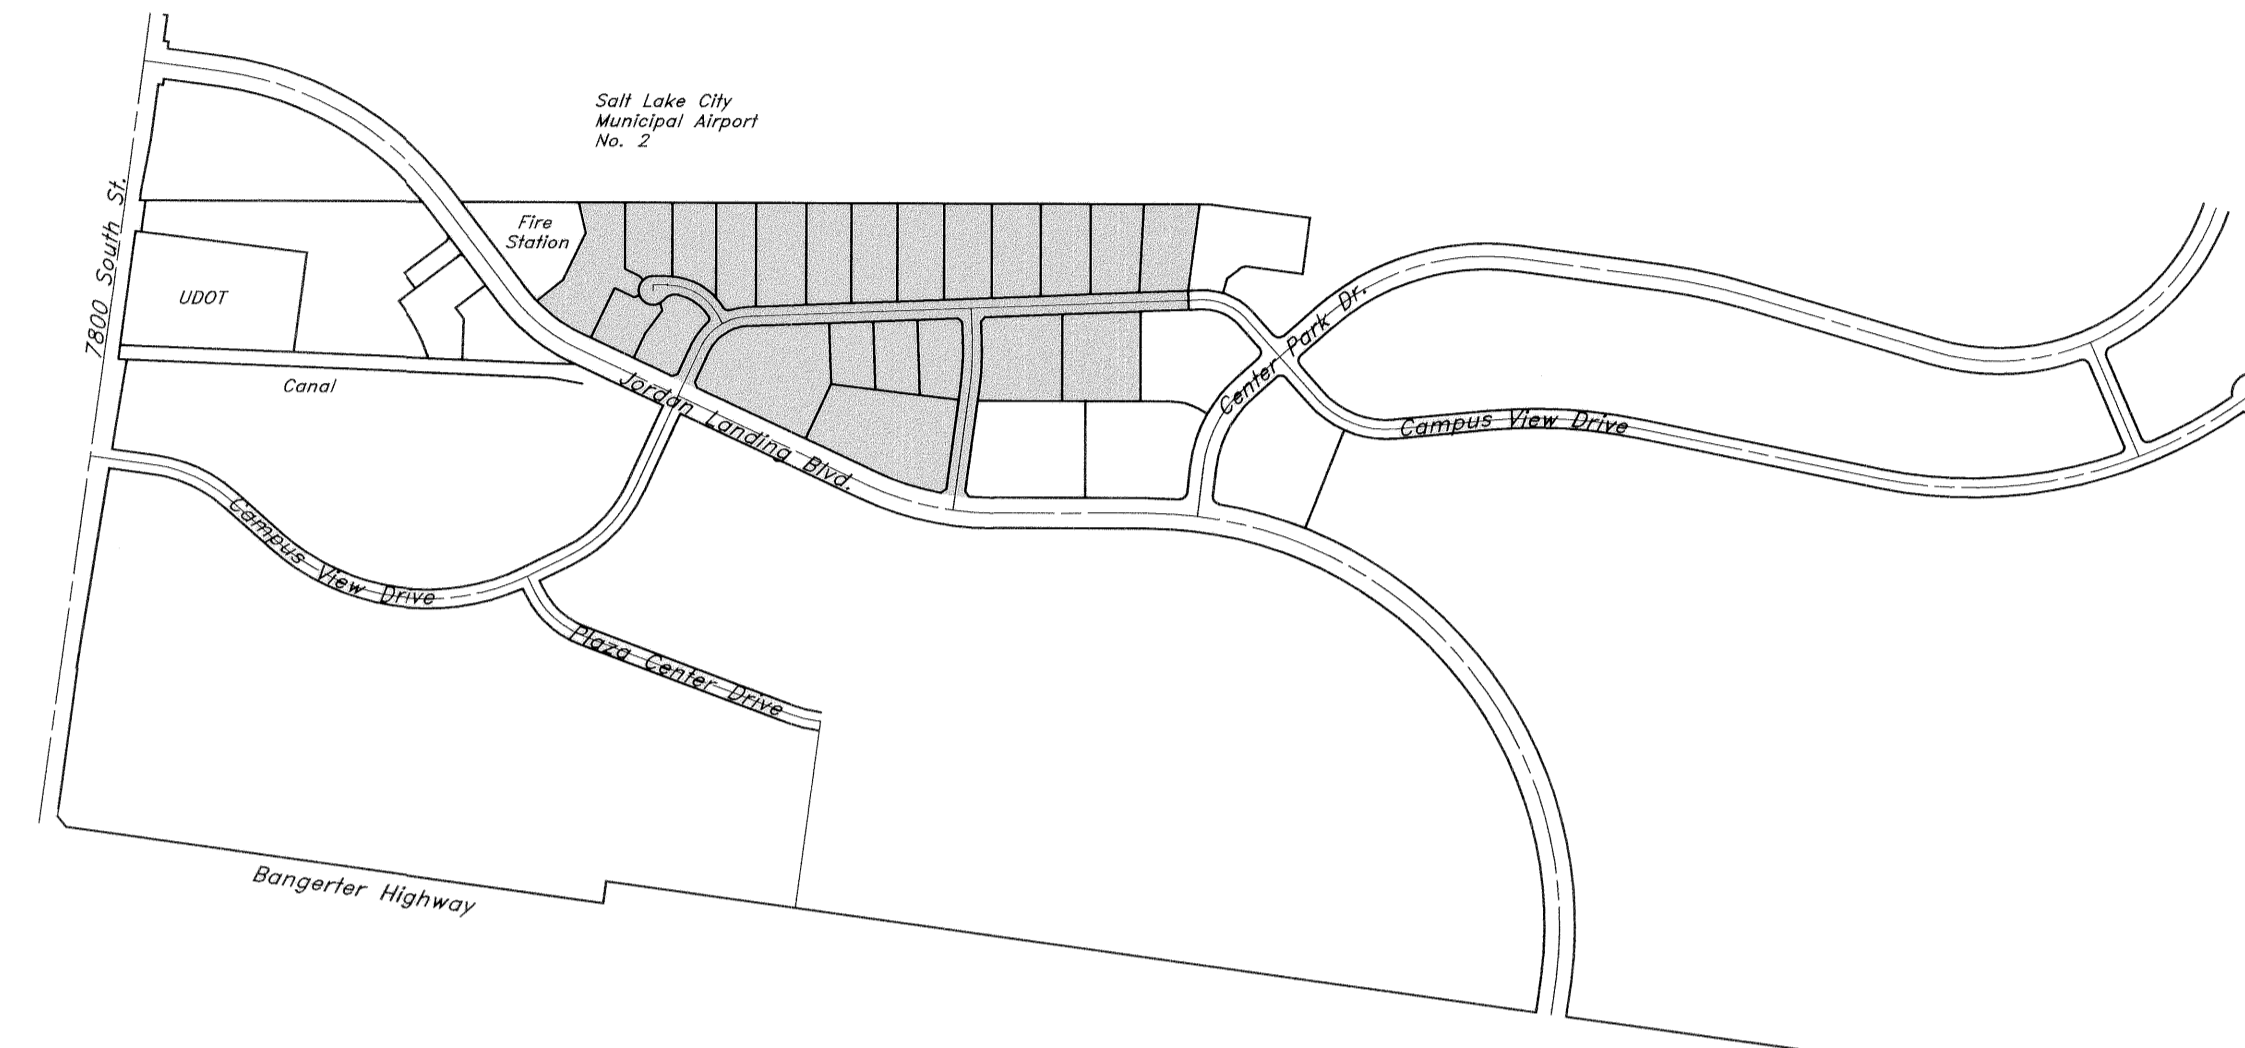 Salt Lake City
Municipal Airport
No. 2
7800 South St.
Fire
Station
UDOT
Canal
Center Park Dr.
Jordan Landing Blvd.
Campus View Drive
Campus View Drive
Plaza Center Drive
Bangerter Highway